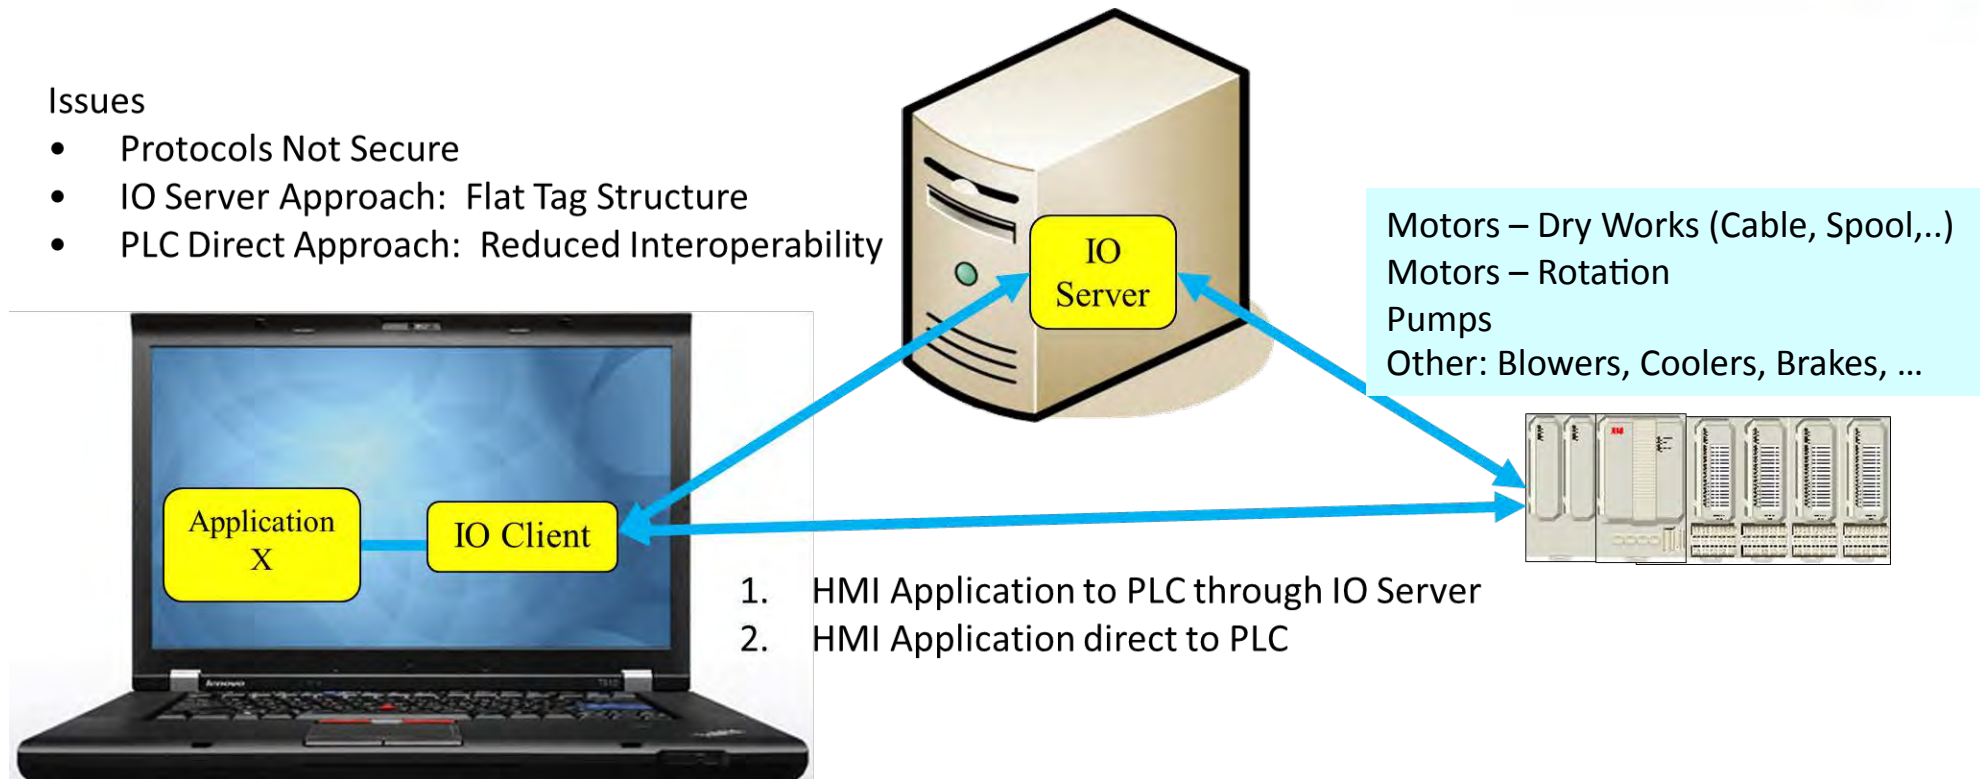 Issues
• Protocols Not Secure
• IO Server Approach: Flat Tag Structure
• PLC Direct Approach: Reduced Interoperability
IO
Server
Motors – Dry Works (Cable, Spool,..)
Motors – Rotation
Pumps
Other: Blowers, Coolers, Brakes, ...
Application
X
IO Client
1. HMI Application to PLC through IO Server
2. HMI Application direct to PLC
lenovo
ABB